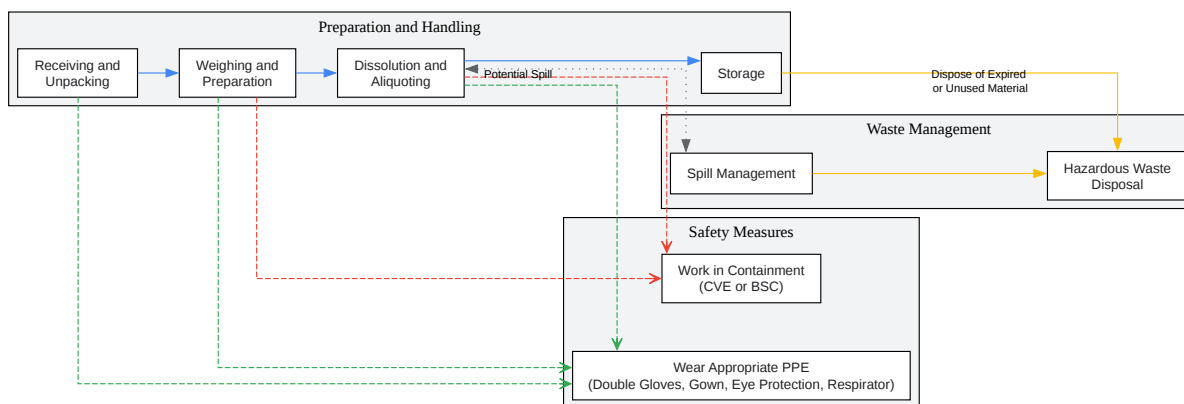 Preparation and Handling
Receiving and
Unpacking
Weighing and
Preparation
Dissolution and
Aliquoting
Potential Spill
Storage
Dispose of Expired
or Unused Material
Waste Management
Spill Management
Hazardous Waste
Disposal
Safety Measures
Work in Containment
(CVE or BSC)
Wear Appropriate PPE
(Double Gloves, Gown, Eye Protection, Respirator)